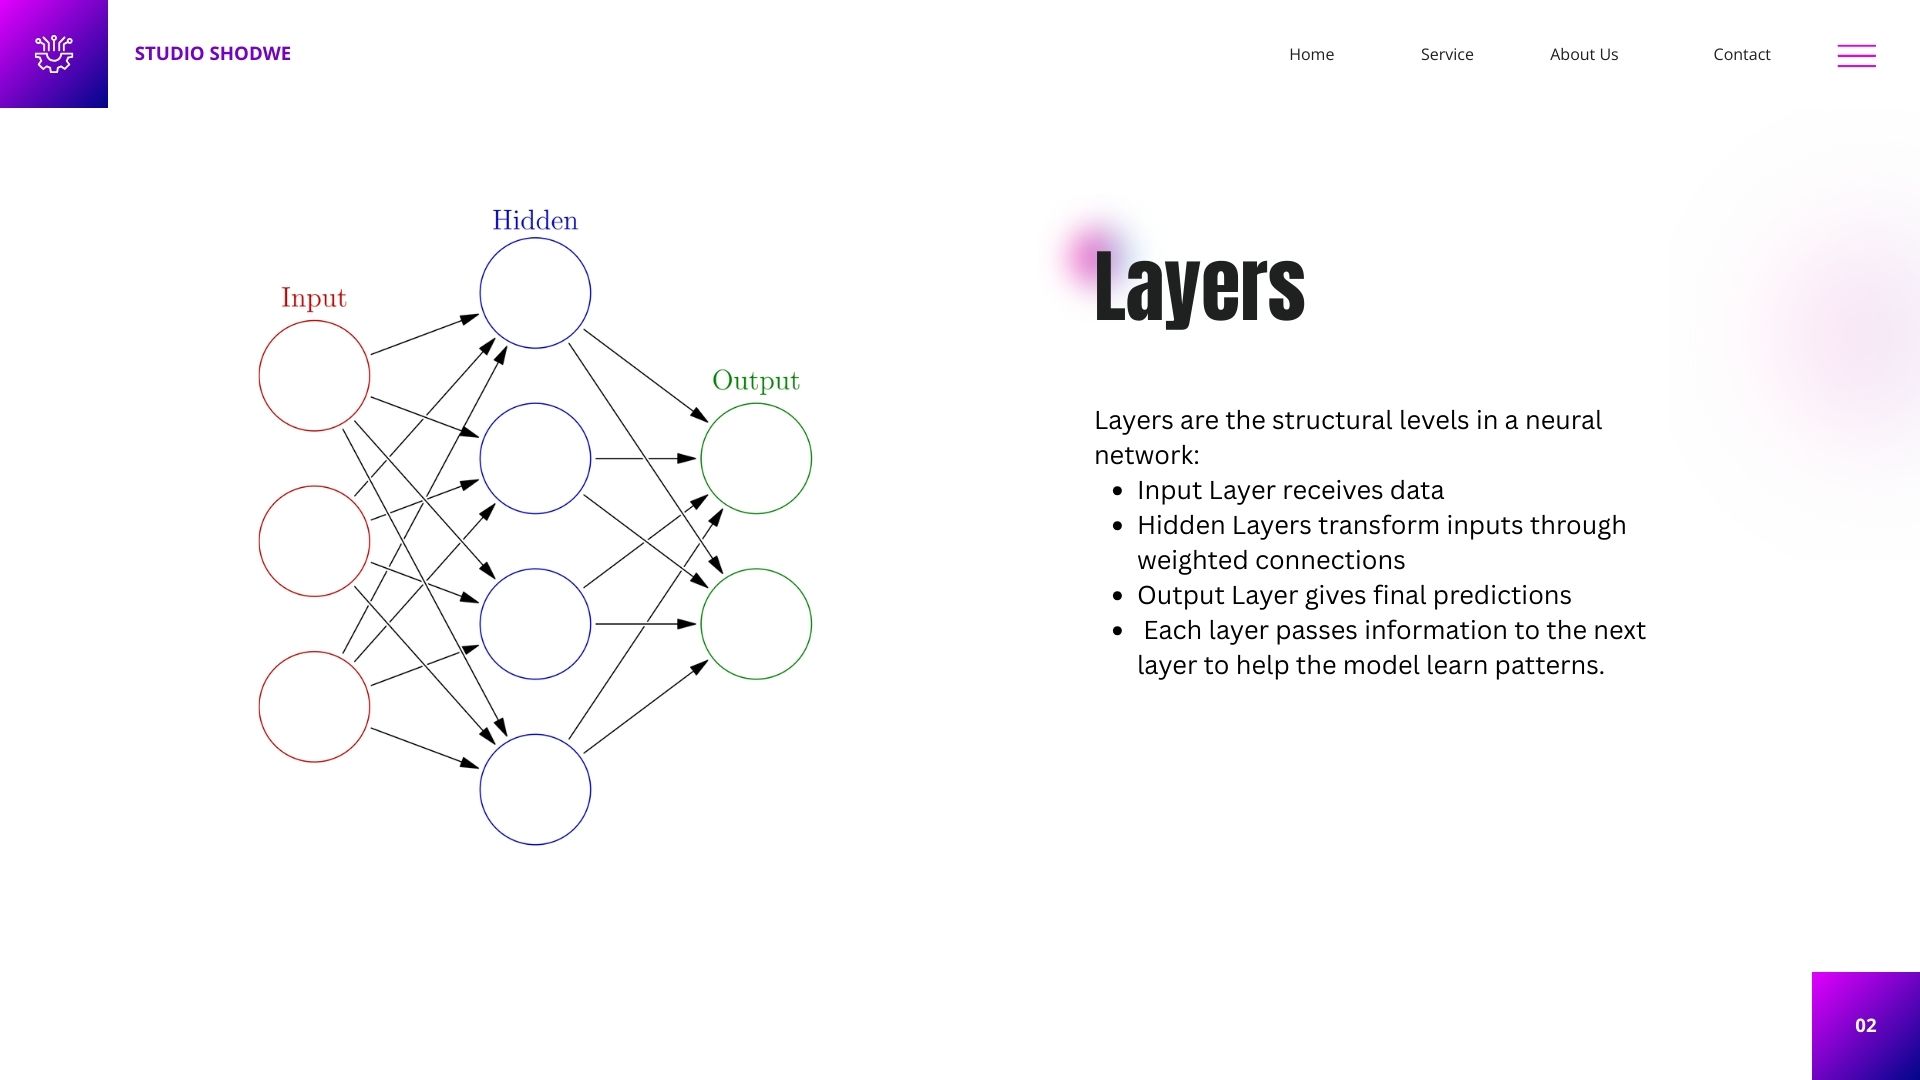 STUDIO SHODWE
Home
Service
About Us
Contact
Hidden
Input
Output
Layers
Layers are the structural levels in a neural
network:
• Input Layer receives data
• Hidden Layers transform inputs through
weighted connections
• Output Layer gives final predictions
• Each layer passes information to the next
layer to help the model learn patterns.
02